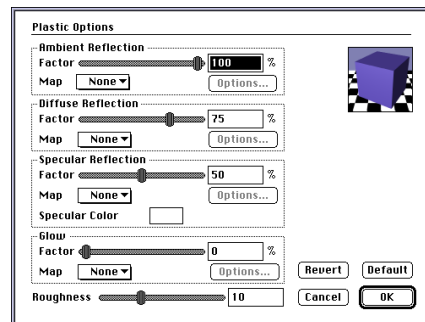 Plastic Options
Ambient Reflection
Factor 100 %
Map None Options...
Diffuse Reflection
Factor 75 %
Map None Options...
Specular Reflection
Factor 50 %
Map None Options...
Specular Color
Glow
Factor 0 %
Map None Options...
Roughness 10
Revert Default
Cancel OK